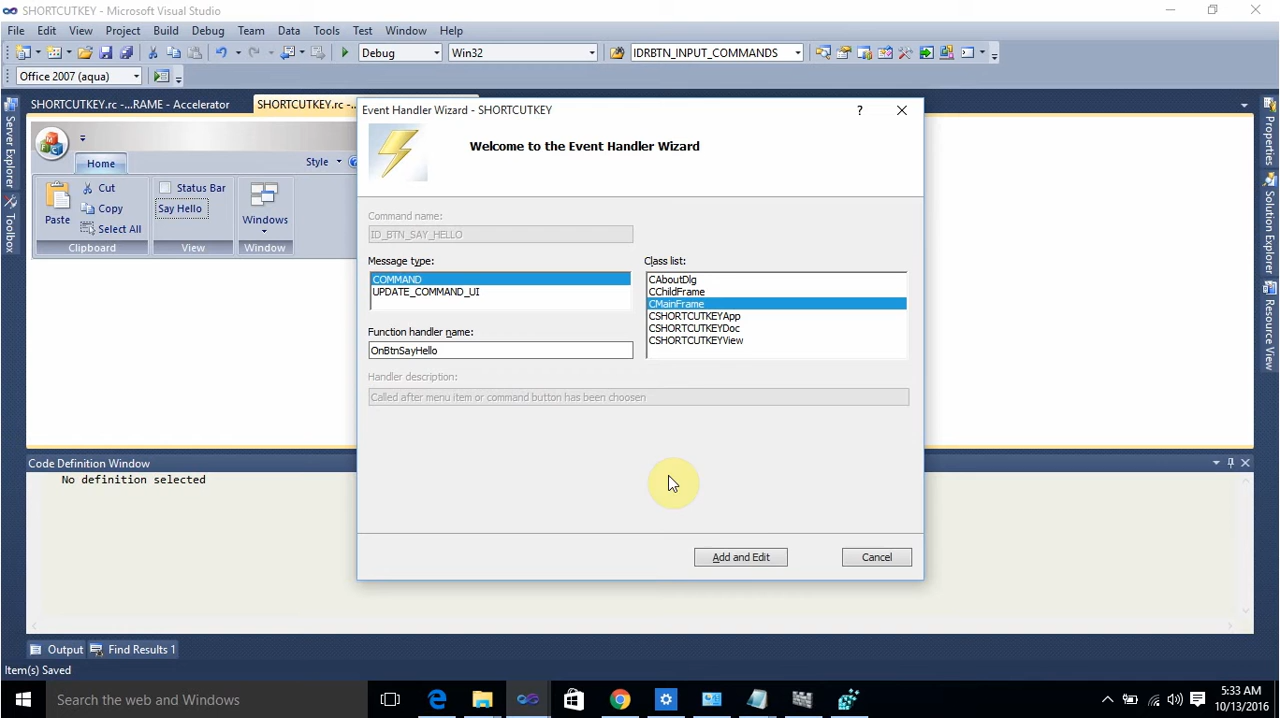 SHORTCUTKEY - Microsoft Visual Studio
File Edit View Project Build Debug Team Data Tools Test Window Help
Debug Win32 IDRBTN_INPUT_COMMANDS
Office 2007 (aqua)
SHORTCUTKEY.rc -...RAME - Accelerator SHORTCUTKEY.rc -...
Server Explorer
Toolbox
Home Style
Paste
Cut
Copy
Select All
Clipboard
Status Bar
Say Hello
View
Windows
Window
Event Handler Wizard - SHORTCUTKEY
Welcome to the Event Handler Wizard
Command name:
ID_BTN_SAY_HELLO
Message type:
COMMAND
UPDATE_COMMAND_UI
Class list:
CAboutDlg
CChildFrame
CMainFrame
CSHORTCUTKEYApp
CSHORTCUTKEYDoc
CSHORTCUTKEYView
Function handler name:
OnBtnSayHello
Handler description:
Called after menu item or command button has been choosen
Add and Edit Cancel
Properties
Solution Explorer
Resource View
Code Definition Window
No definition selected
Output Find Results 1
Item(s) Saved
Search the web and Windows
5:33 AM
10/13/2016